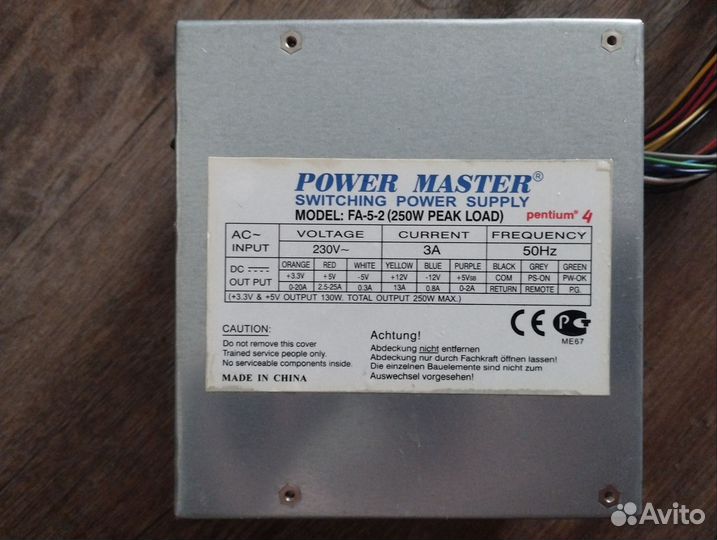 POWER MASTER®
SWITCHING POWER SUPPLY
MODEL: FA-5-2 (250W PEAK LOAD) pentium® 4
AC~ INPUT VOLTAGE CURRENT FREQUENCY
230V~ 3A 50Hz
DC OUT PUT ORANGE RED WHITE YELLOW BLUE PURPLE BLACK GREY GREEN
+3.3V +5V -5V +12V -12V +5VSB COM PS-ON PW-OK
0-20A 2.5-25A 0.3A 13A 0.8A 0-2A RETURN REMOTE P.G.
(+3.3V & +5V OUTPUT 130W. TOTAL OUTPUT 250W MAX.)
CAUTION:
Do not remove this cover
Trained service people only.
No serviceable components inside.
MADE IN CHINA
Achtung!
Abdeckung nicht entfernen
Abdeckung nur durch Fachkraft öffnen lassen!
Die einzelnen Bauelemente sind nicht zum
Auswechsel vorgesehen!
CE PG
ME67
Avito